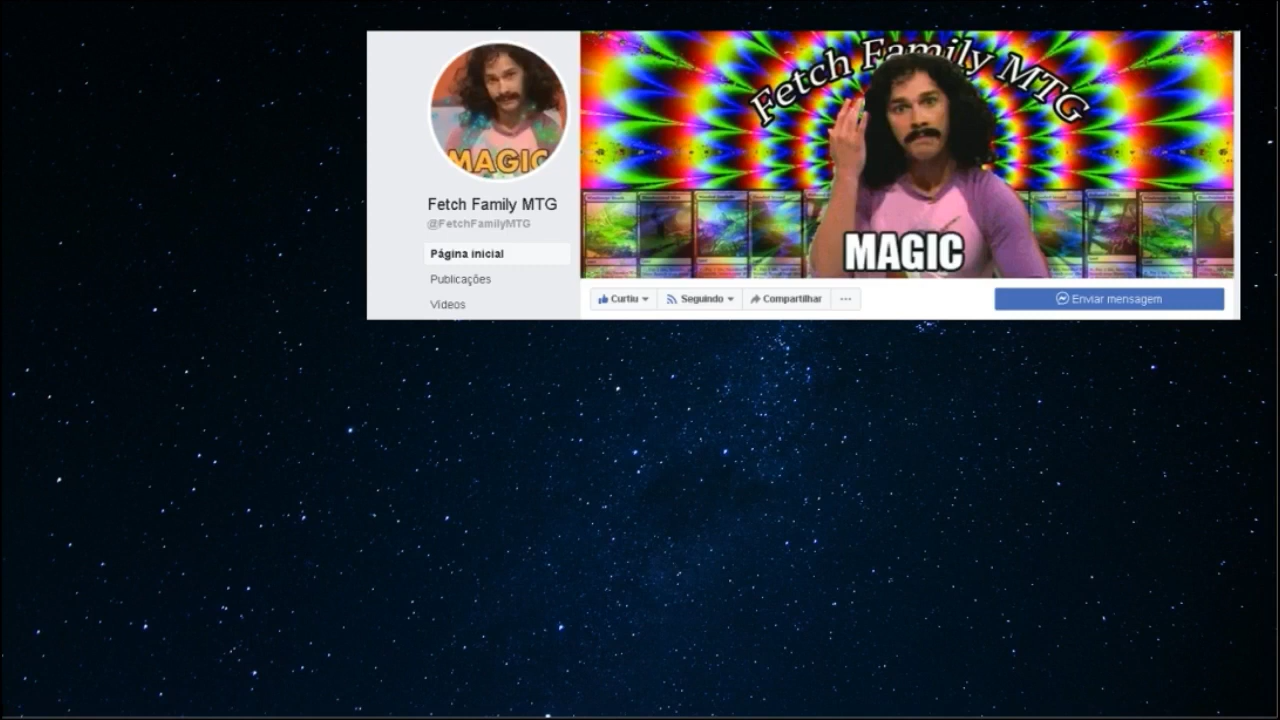 MAGIC
Fetch Family MTG
@FetchFamilyMTG
Página inicial
Publicações
Vídeos
Fetch Family MTG
MAGIC
Curtiu
Seguindo
Compartilhar
Enviar mensagem